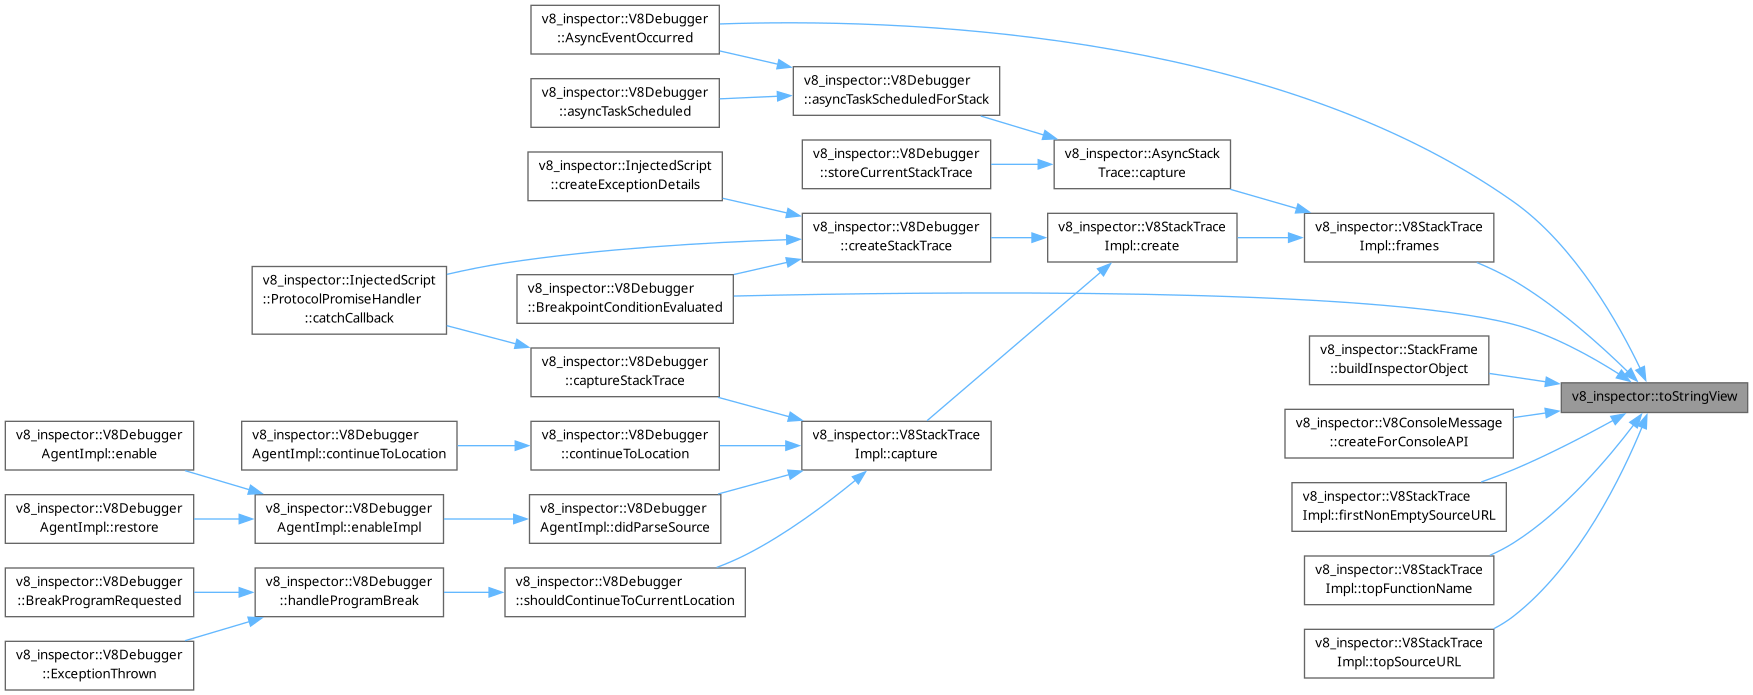 v8_inspector::V8Debugger
::AsyncEventOccurred
v8_inspector::V8Debugger
::asyncTaskScheduledForStack
v8_inspector::V8Debugger
::asyncTaskScheduled
v8_inspector::V8Debugger
::storeCurrentStackTrace
v8_inspector::AsyncStack
Trace::capture
v8_inspector::InjectedScript
::createExceptionDetails
v8_inspector::V8Debugger
::createStackTrace
v8_inspector::V8StackTrace
Impl::create
v8_inspector::V8StackTrace
Impl::frames
v8_inspector::InjectedScript
::ProtocolPromiseHandler
::catchCallback
v8_inspector::V8Debugger
::BreakpointConditionEvaluated
v8_inspector::V8Debugger
::captureStackTrace
v8_inspector::StackFrame
::buildInspectorObject
v8_inspector::toStringView
v8_inspector::V8ConsoleMessage
::createForConsoleAPI
v8_inspector::V8Debugger
AgentImpl::enable
v8_inspector::V8Debugger
AgentImpl::continueToLocation
v8_inspector::V8Debugger
::continueToLocation
v8_inspector::V8StackTrace
Impl::capture
v8_inspector::V8StackTrace
Impl::firstNonEmptySourceURL
v8_inspector::V8Debugger
AgentImpl::restore
v8_inspector::V8Debugger
AgentImpl::enableImpl
v8_inspector::V8Debugger
AgentImpl::didParseSource
v8_inspector::V8StackTrace
Impl::topFunctionName
v8_inspector::V8Debugger
::BreakProgramRequested
v8_inspector::V8Debugger
::handleProgramBreak
v8_inspector::V8Debugger
::shouldContinueToCurrentLocation
v8_inspector::V8StackTrace
Impl::topSourceURL
v8_inspector::V8Debugger
::ExceptionThrown